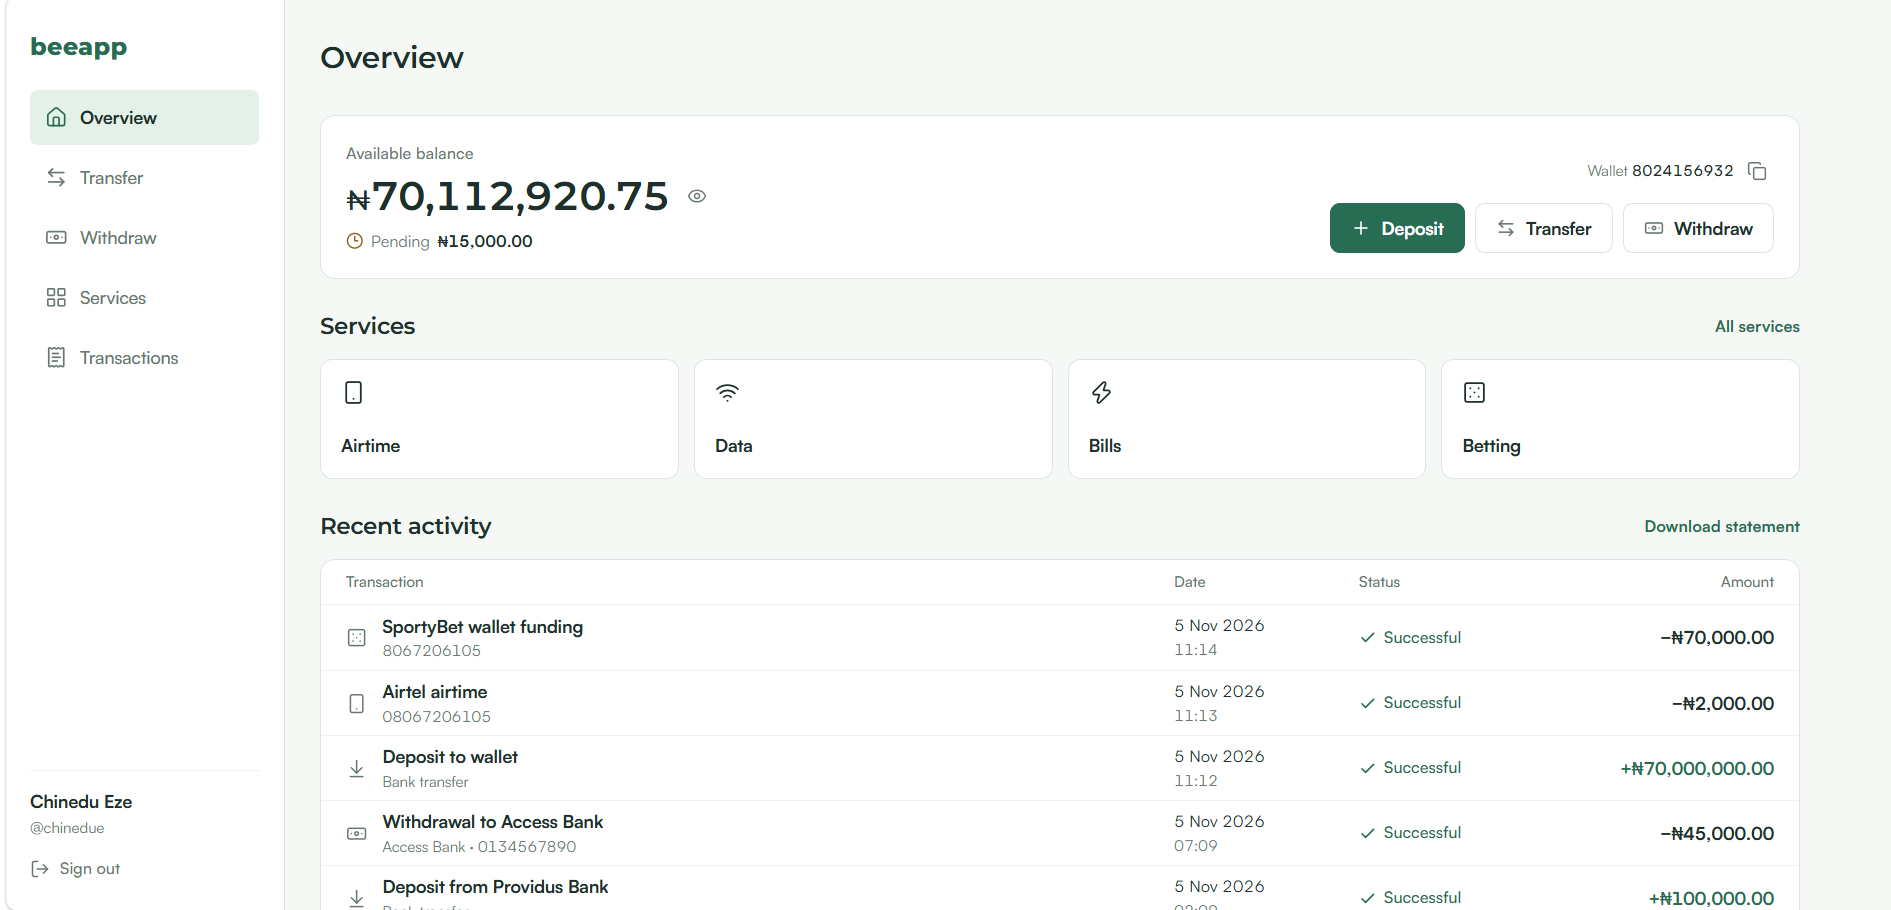 beeapp
Overview
Transfer
Withdraw
Services
Transactions
Chinedu Eze
@chinedue
Sign out
Overview
Available balance
₦70,112,920.75
Pending ₦15,000.00
Wallet 8024156932
Deposit
Transfer
Withdraw
Services
All services
Airtime
Data
Bills
Betting
Recent activity
Download statement
Transaction Date Status Amount
SportyBet wallet funding
8067206105
5 Nov 2026
11:14
Successful
−₦70,000.00
Airtel airtime
08067206105
5 Nov 2026
11:13
Successful
−₦2,000.00
Deposit to wallet
Bank transfer
5 Nov 2026
11:12
Successful
+₦70,000,000.00
Withdrawal to Access Bank
Access Bank · 0134567890
5 Nov 2026
07:09
Successful
−₦45,000.00
Deposit from Providus Bank
5 Nov 2026
Successful
+₦100,000.00